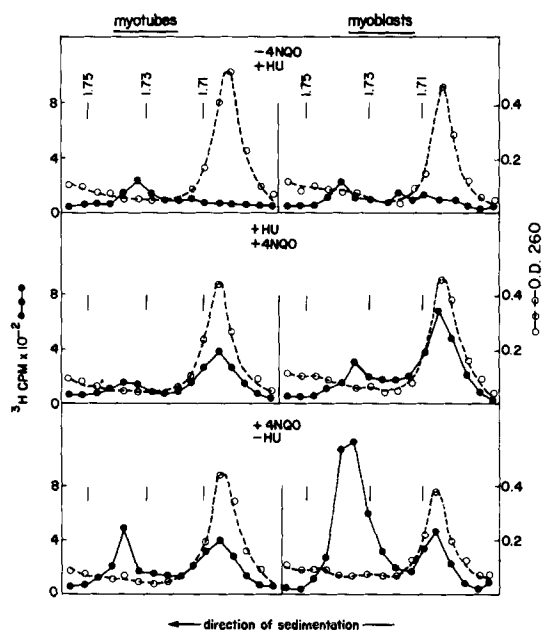 myotubes myoblasts
-4NQO
+HU
1.75 1.73 1.71 1.75 1.73 1.71
8 0.4
4 0.2
0
+HU
+4NQO
8 0.4
4 0.2
0
+4NQO
-HU
8 0.4
4 0.2
0
³H CPM x 10⁻²
O.D. 260
direction of sedimentation